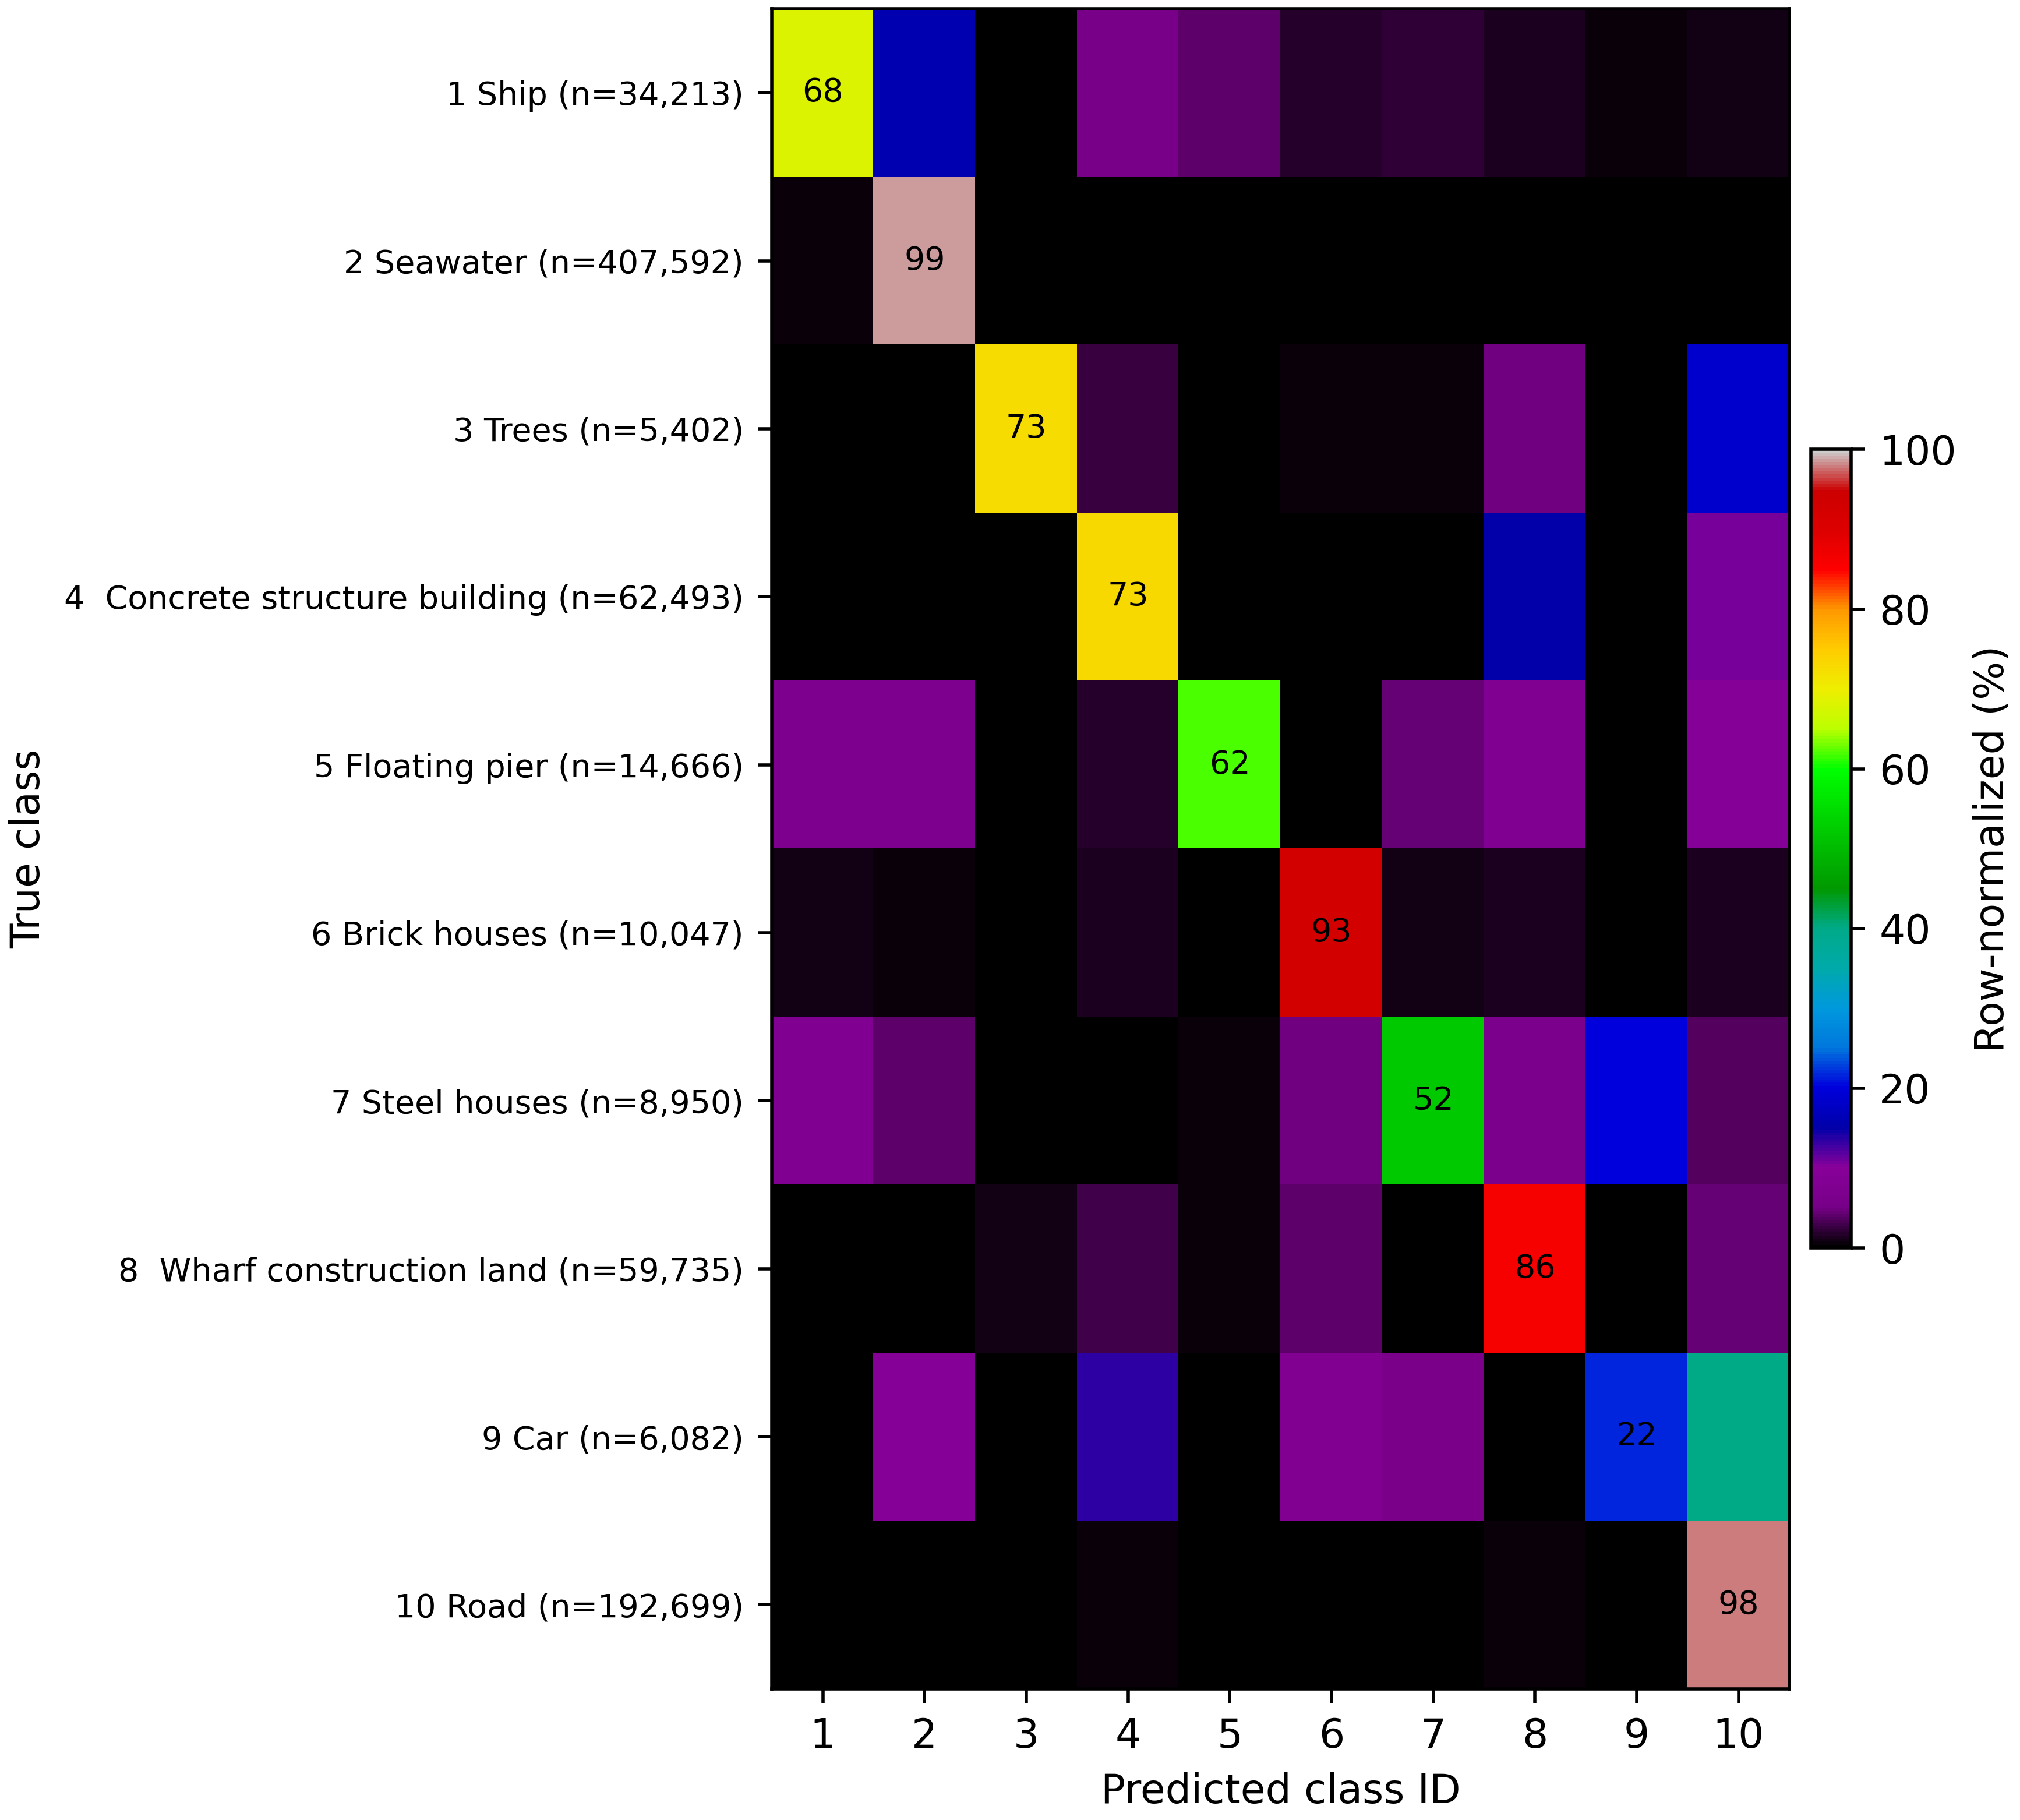 1 Ship (n=34,213)
68
2 Seawater (n=407,592)
99
3 Trees (n=5,402)
73
4  Concrete structure building (n=62,493)
73
5 Floating pier (n=14,666)
62
6 Brick houses (n=10,047)
93
7 Steel houses (n=8,950)
52
8  Wharf construction land (n=59,735)
86
9 Car (n=6,082)
22
10 Road (n=192,699)
98
True class
1 2 3 4 5 6 7 8 9 10
Predicted class ID
100
80
60
40
20
0
Row-normalized (%)